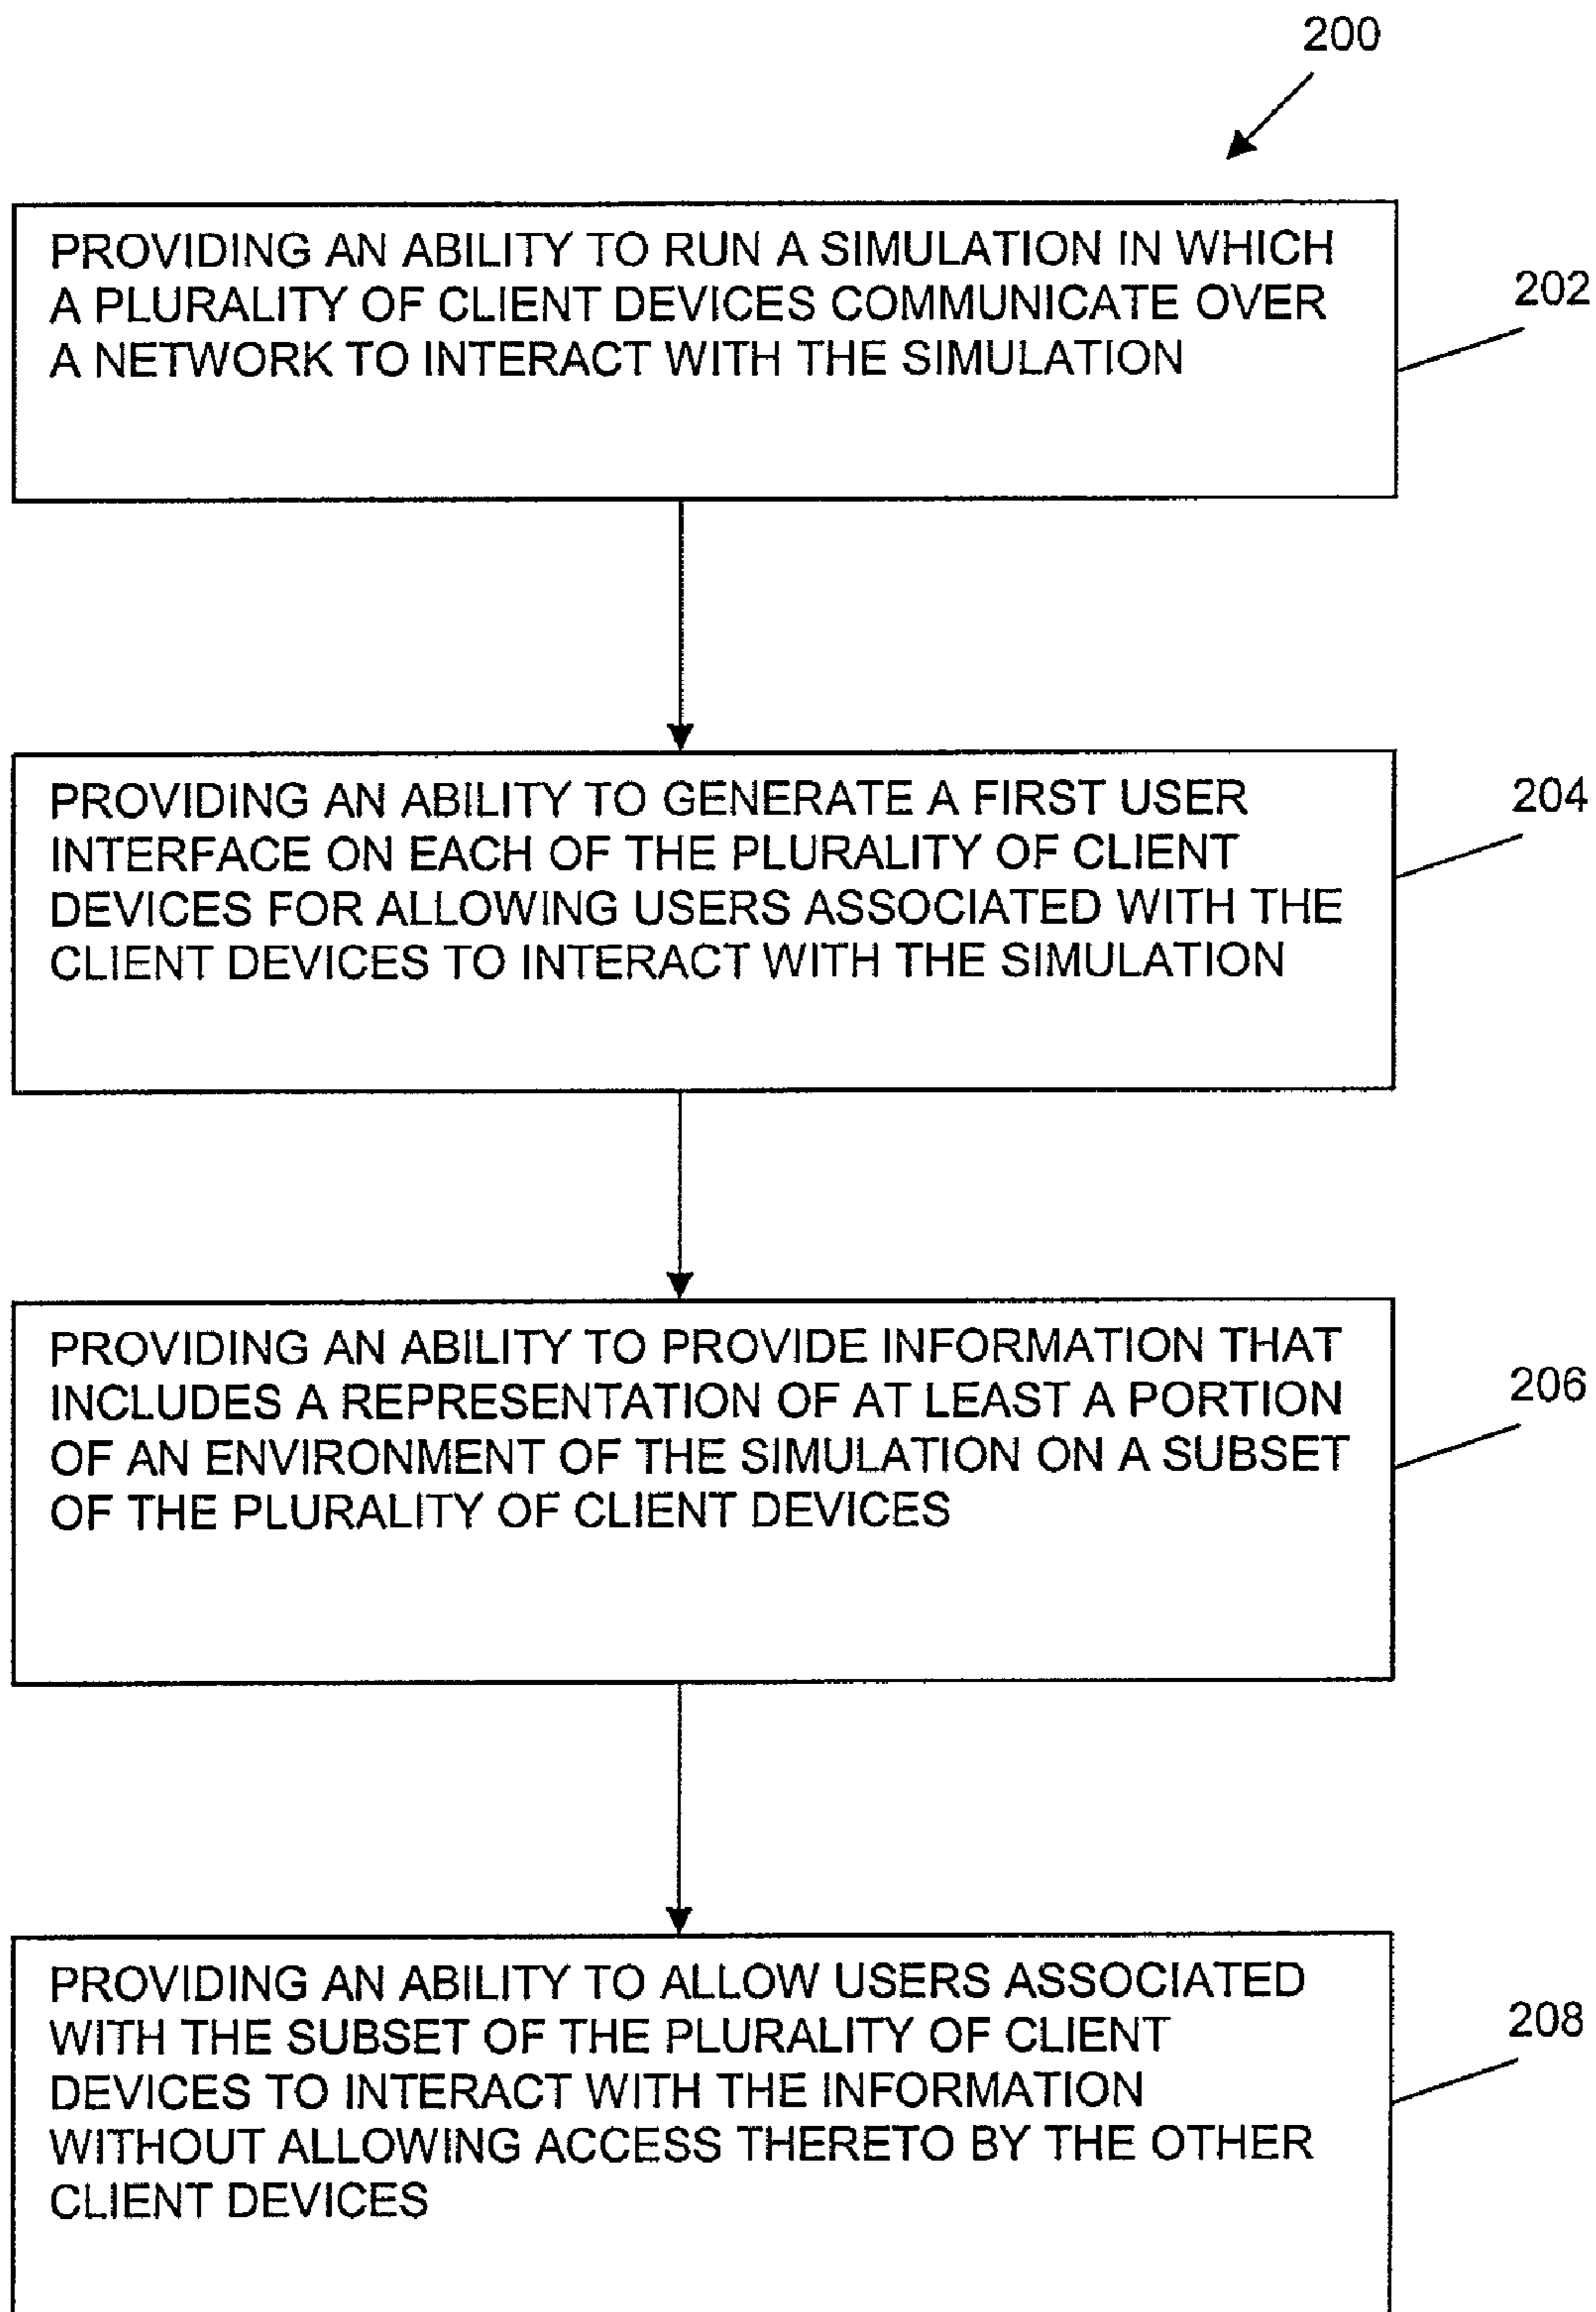 200
PROVIDING AN ABILITY TO RUN A SIMULATION IN WHICH
A PLURALITY OF CLIENT DEVICES COMMUNICATE OVER
A NETWORK TO INTERACT WITH THE SIMULATION
202
PROVIDING AN ABILITY TO GENERATE A FIRST USER
INTERFACE ON EACH OF THE PLURALITY OF CLIENT
DEVICES FOR ALLOWING USERS ASSOCIATED WITH THE
CLIENT DEVICES TO INTERACT WITH THE SIMULATION
204
PROVIDING AN ABILITY TO PROVIDE INFORMATION THAT
INCLUDES A REPRESENTATION OF AT LEAST A PORTION
OF AN ENVIRONMENT OF THE SIMULATION ON A SUBSET
OF THE PLURALITY OF CLIENT DEVICES
206
PROVIDING AN ABILITY TO ALLOW USERS ASSOCIATED
WITH THE SUBSET OF THE PLURALITY OF CLIENT
DEVICES TO INTERACT WITH THE INFORMATION
WITHOUT ALLOWING ACCESS THERETO BY THE OTHER
CLIENT DEVICES
208